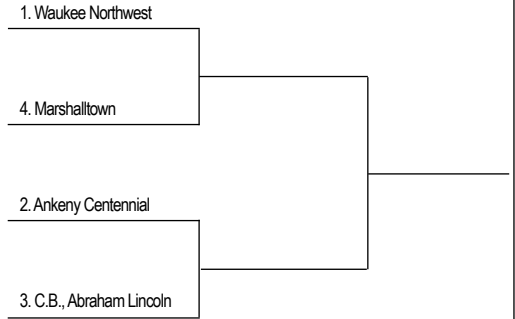 1. Waukee Northwest
4. Marshalltown
2. Ankeny Centennial
3. C.B., Abraham Lincoln